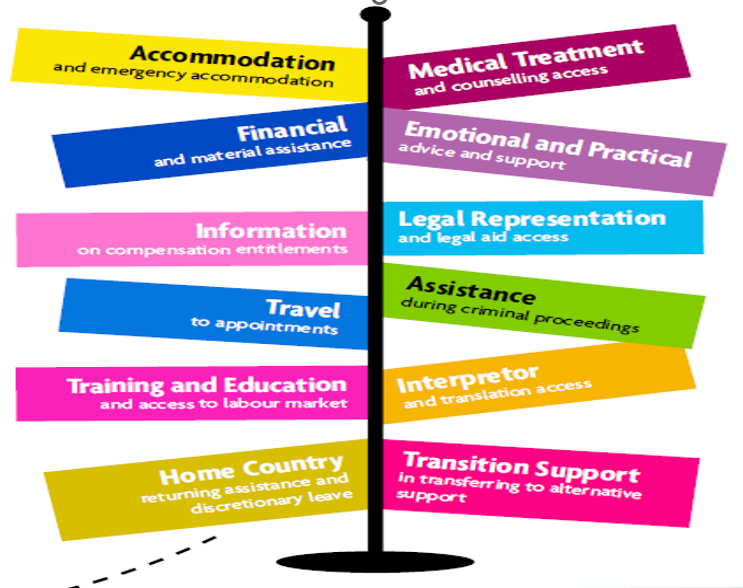 Accommodation
and emergency accommodation
Medical Treatment
and counselling access
Financial
and material assistance
Emotional and Practical
advice and support
Information
on compensation entitlements
Legal Representation
and legal aid access
Travel
to appointments
Assistance
during criminal proceedings
Training and Education
and access to labour market
Interpretor
and translation access
Home Country
returning assistance and
discretionary leave
Transition Support
in transferring to alternative
support